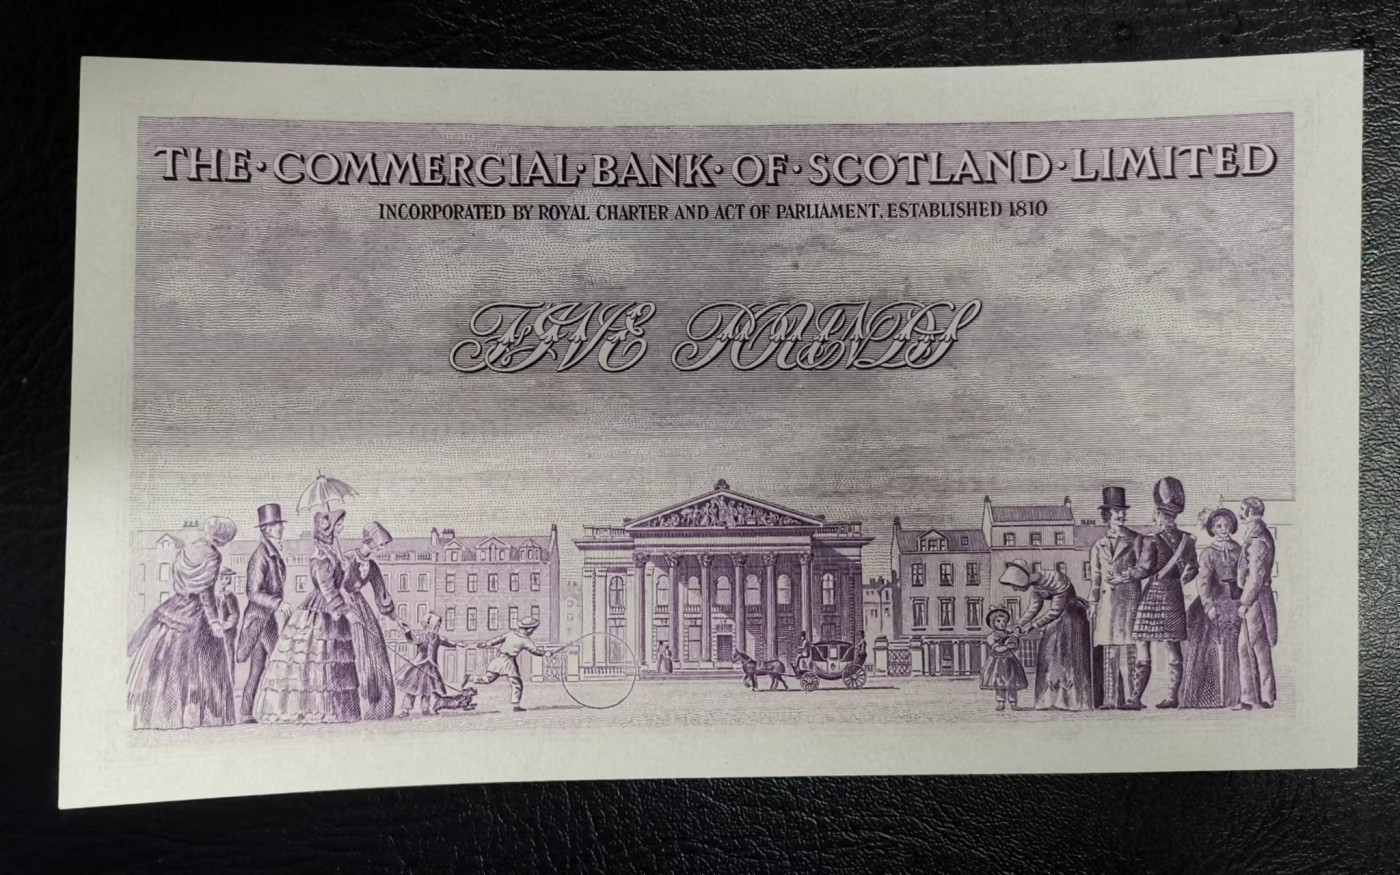 THE·COMMERCIAL·BANK·OF·SCOTLAND·LIMITED
INCORPORATED BY ROYAL CHARTER AND ACT OF PARLIAMENT. ESTABLISHED 1810
FIVE POUNDS